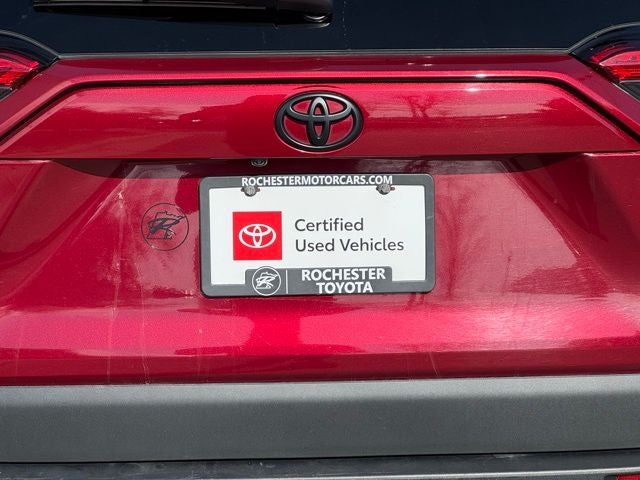 ROCHESTERMOTORCARS.COM
Certified
Used Vehicles
ROCHESTER
TOYOTA